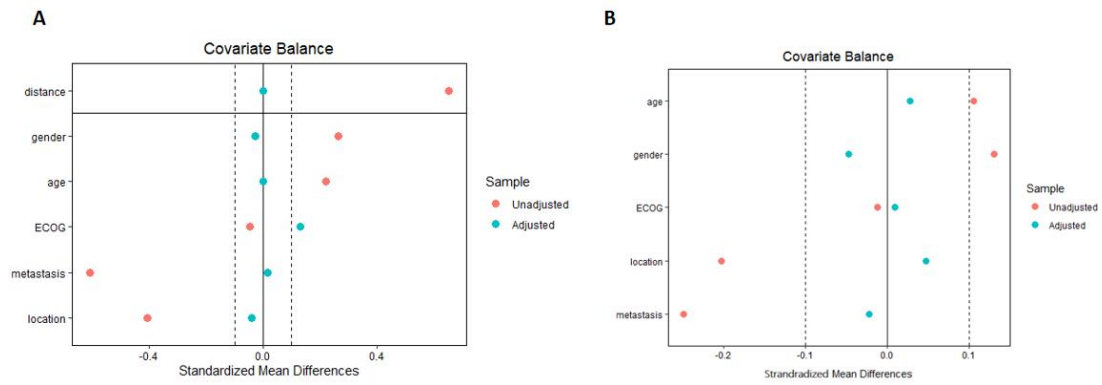 A
Covariate Balance
distance
gender
age
ECOG
metastasis
location
-0.4
0.0
0.4
Standardized Mean Differences
Sample
Unadjusted
Adjusted
B
Covariate Balance
age
gender
ECOG
location
metastasis
-0.2
-0.1
0.0
0.1
Strandradized Mean Differences
Sample
Unadjusted
Adjusted